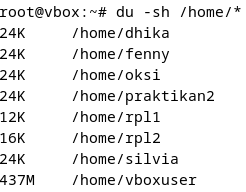 root@vbox:~# du -sh /home/*
24K     /home/dhika
24K     /home/fenny
24K     /home/oksi
24K     /home/praktikan2
12K     /home/rpl1
16K     /home/rpl2
24K     /home/silvia
437M    /home/vboxuser